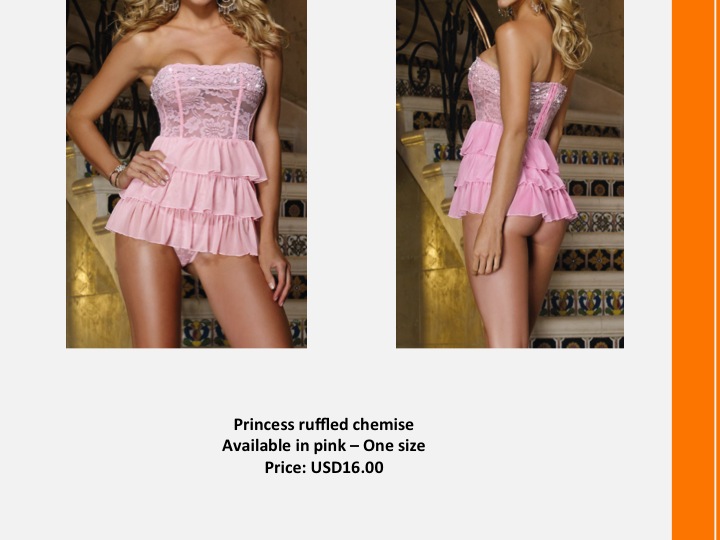 Princess ruffled chemise
Available in pink – One size
Price: USD16.00